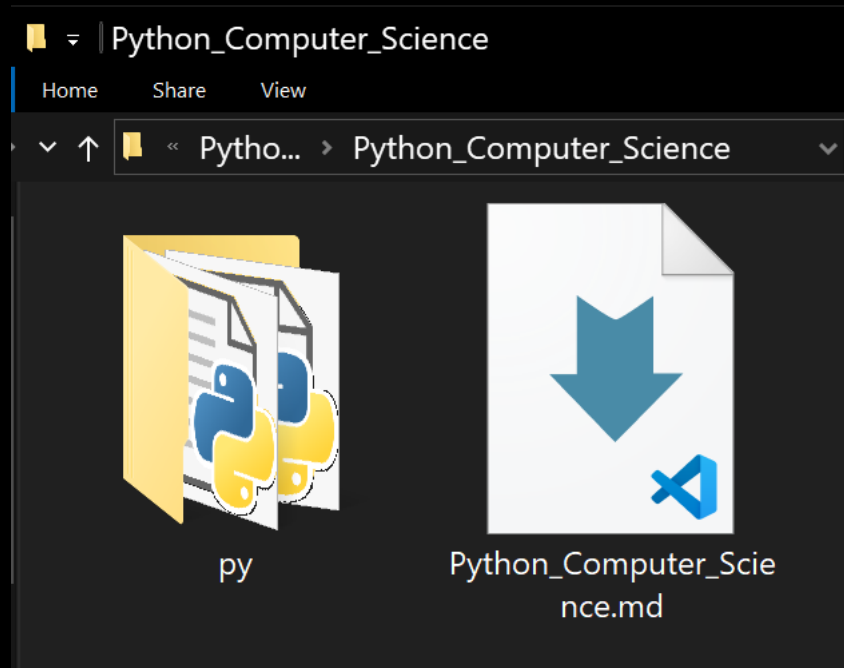 Python_Computer_Science
Home Share View
« Pytho... > Python_Computer_Science
py
Python_Computer_Scie
nce.md